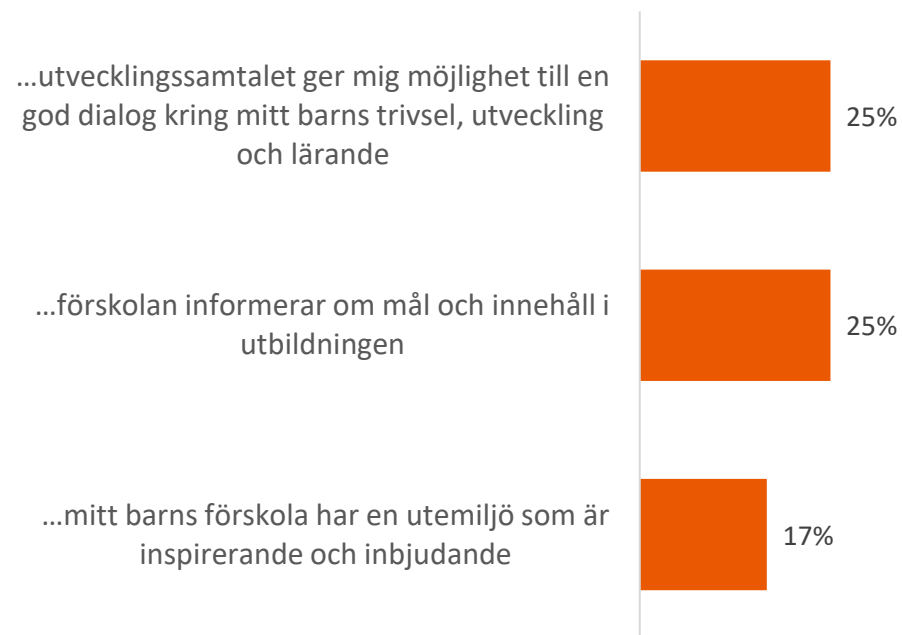 …utvecklingssamtalet ger mig möjlighet till en
god dialog kring mitt barns trivsel, utveckling
och lärande
25%
…förskolan informerar om mål och innehåll i
utbildningen
25%
…mitt barns förskola har en utemiljö som är
inspirerande och inbjudande
17%